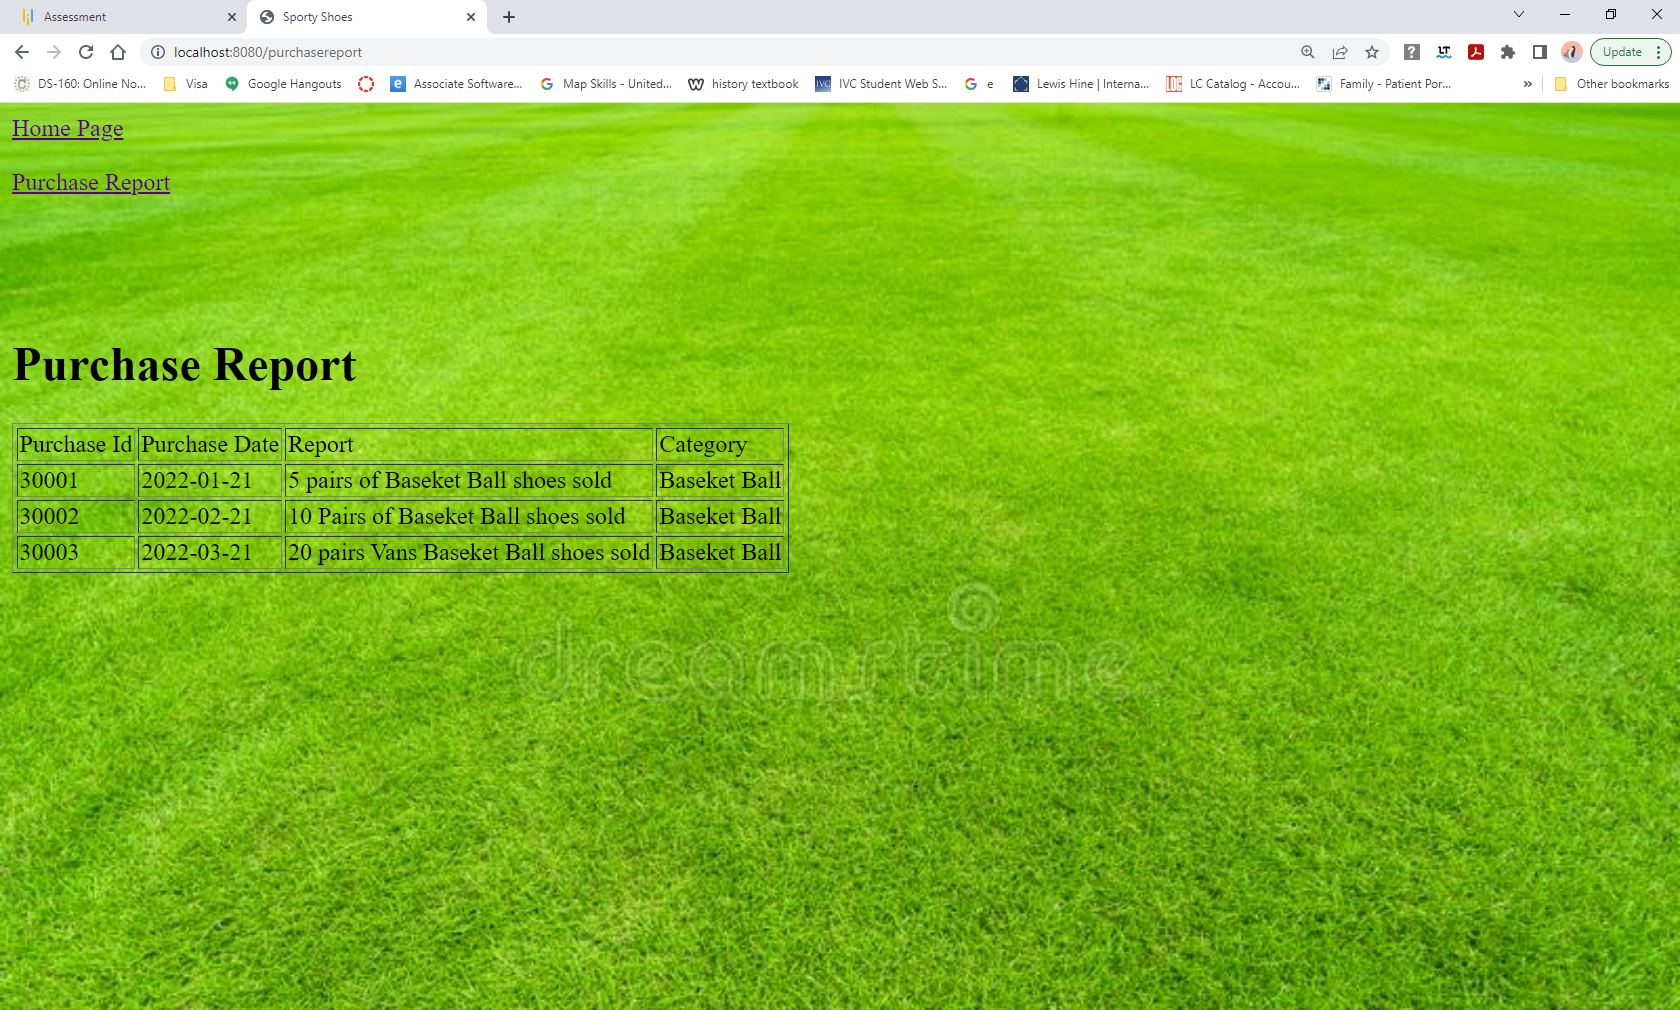 Assessment
Sporty Shoes
localhost:8080/purchasereport
Update
DS-160: Online No...
Visa
Google Hangouts
Associate Software...
Map Skills - United...
history textbook
IVC Student Web S...
e
Lewis Hine | Interna...
LC Catalog - Accou...
Family - Patient Por...
»
Other bookmarks
Home Page
Purchase Report
Purchase Report
Purchase Id Purchase Date Report Category
30001 2022-01-21 5 pairs of Baseket Ball shoes sold Baseket Ball
30002 2022-02-21 10 Pairs of Baseket Ball shoes sold Baseket Ball
30003 2022-03-21 20 pairs Vans Baseket Ball shoes sold Baseket Ball
dreamstime.